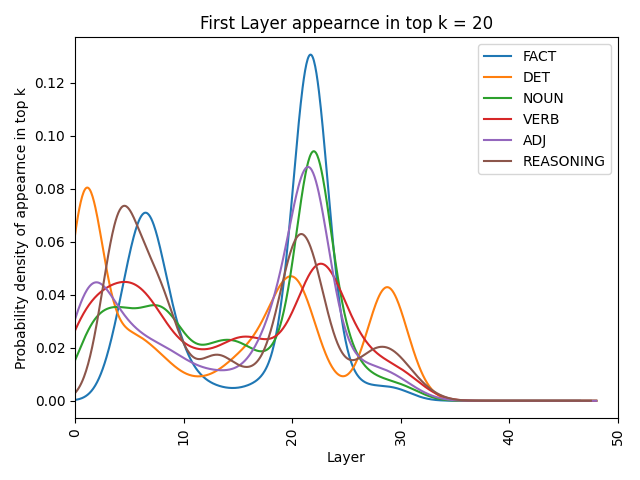 First Layer appearnce in top k = 20
Probability density of appearnce in top k
0.12
0.10
0.08
0.06
0.04
0.02
0.00
FACT
DET
NOUN
VERB
ADJ
REASONING
0
10
20
30
40
50
Layer